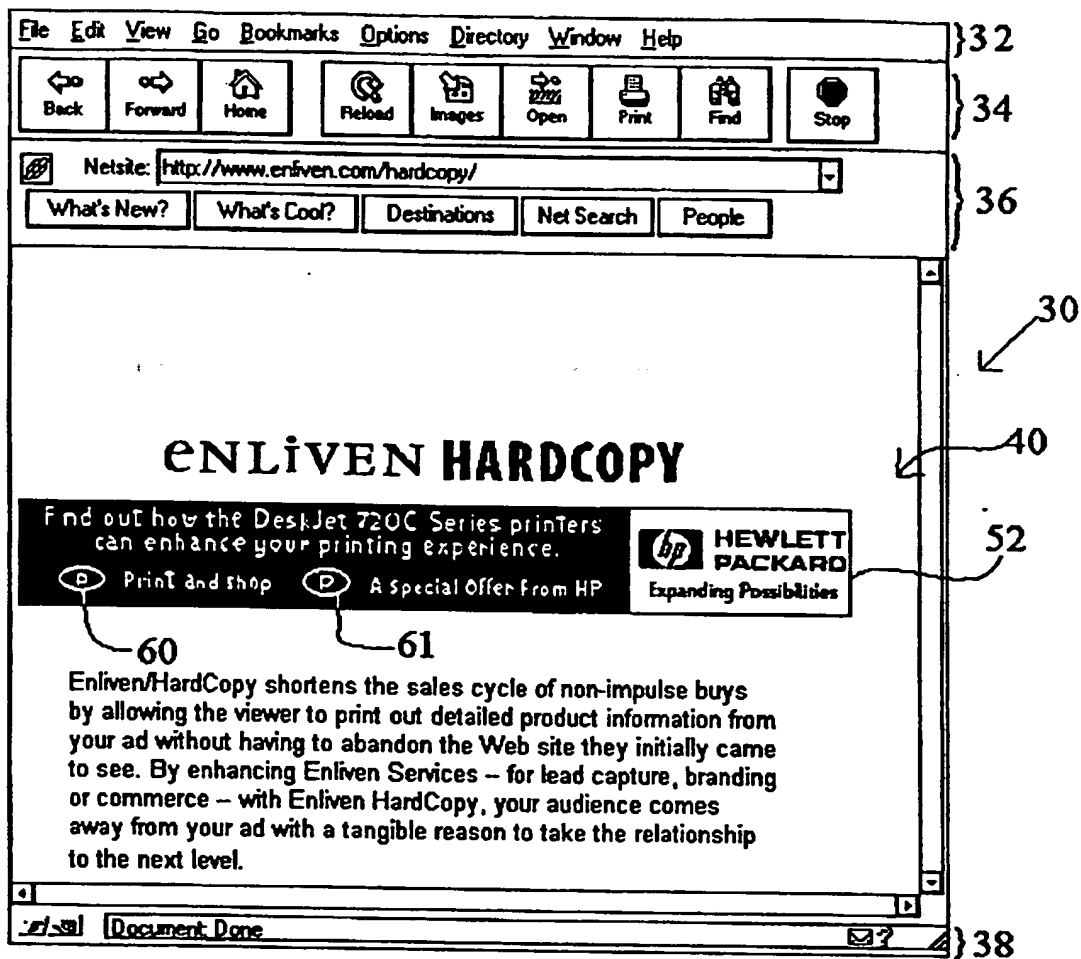 File Edit View Go Bookmarks Options Directory Window Help }32
Back Forward Home Reload Images Open Print Find Stop }34
Netsite: http://www.enliven.com/hardcopy/
What's New? What's Cool? Destinations Net Search People }36
30
40
eNLiVEN HARDCOPY
F nd out how the DeskJet 720C Series printers
can enhance your printing experience.
P Print and shop P A Special Offer From HP
hp HEWLETT
PACKARD
Expanding Possibilities
52
60 61
Enliven/HardCopy shortens the sales cycle of non-impulse buys
by allowing the viewer to print out detailed product information from
your ad without having to abandon the Web site they initially came
to see. By enhancing Enliven Services – for lead capture, branding
or commerce – with Enliven HardCopy, your audience comes
away from your ad with a tangible reason to take the relationship
to the next level.
Document: Done ? }38